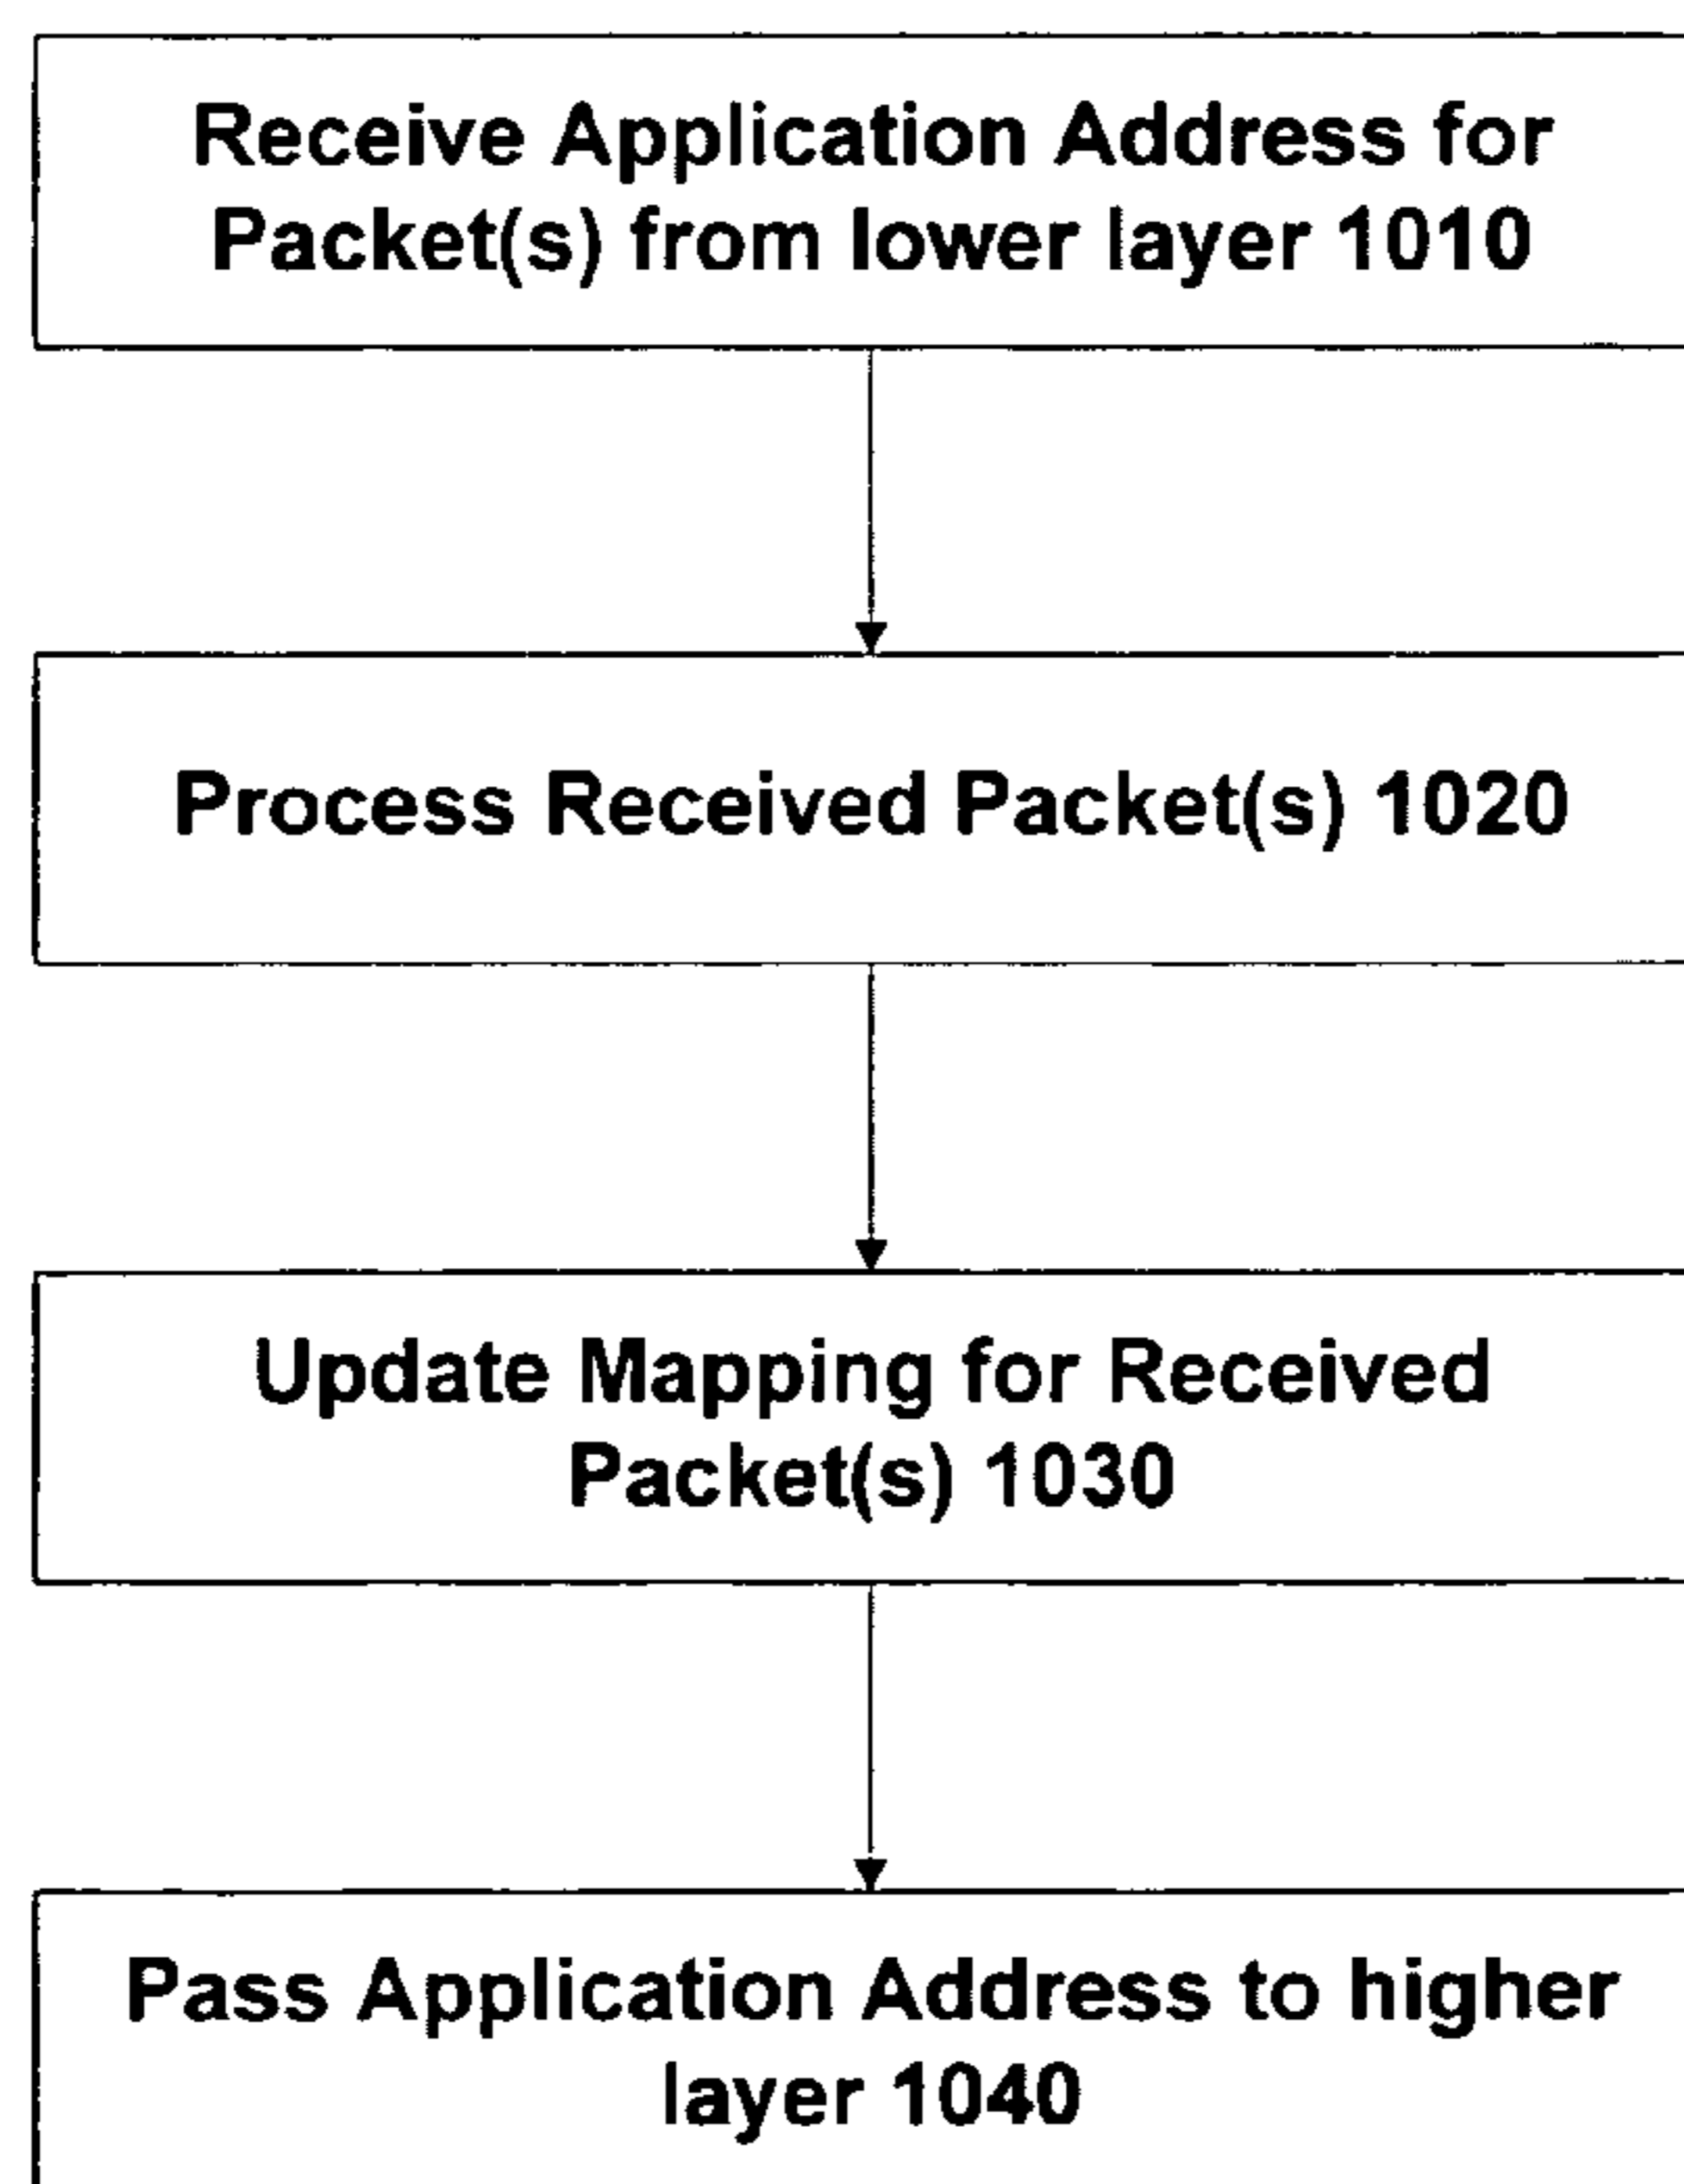 Receive Application Address for
Packet(s) from lower layer 1010
Process Received Packet(s) 1020
Update Mapping for Received
Packet(s) 1030
Pass Application Address to higher
layer 1040